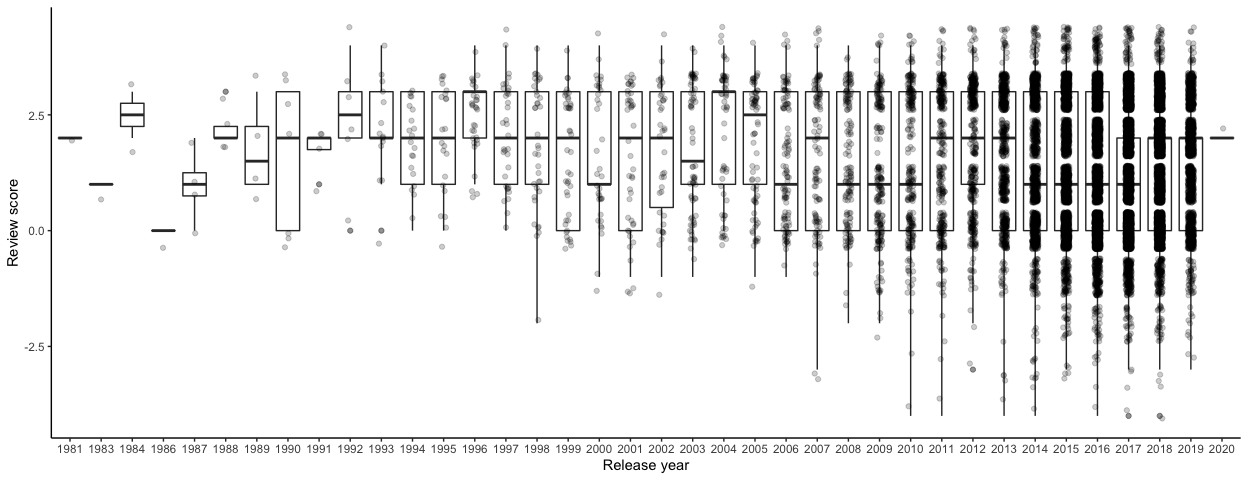 Review score
2.5
0.0
-2.5
1981 1983 1984 1986 1987 1988 1989 1990 1991 1992 1993 1994 1995 1996 1997 1998 1999 2000 2001 2002 2003 2004 2005 2006 2007 2008 2009 2010 2011 2012 2013 2014 2015 2016 2017 2018 2019 2020
Release year